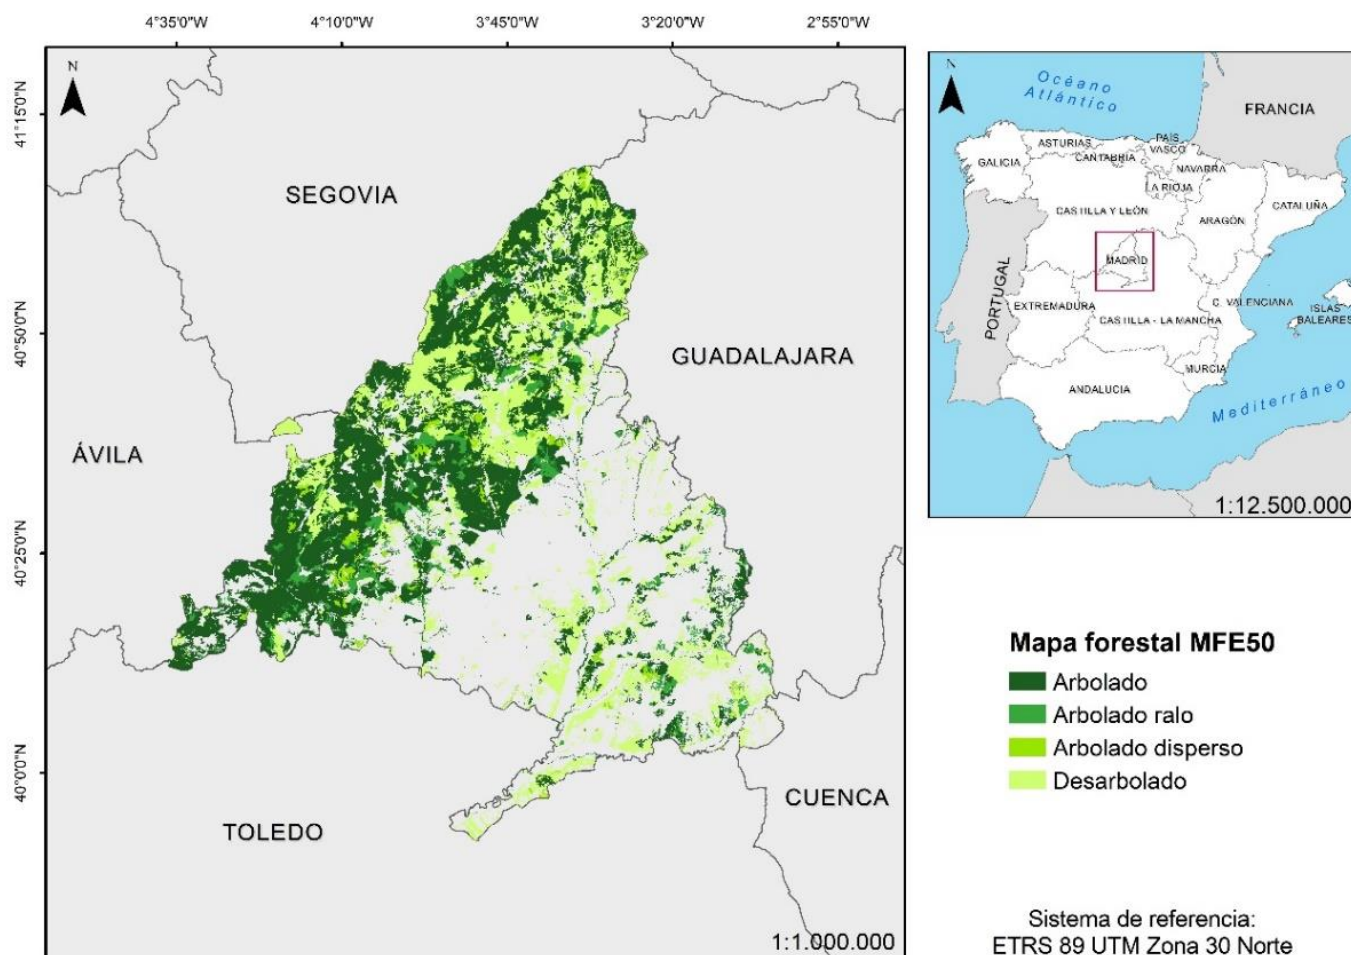 4°35'0"W
4°10'0"W
3°45'0"W
3°20'0"W
2°55'0"W
41°15'0"N
40°50'0"N
40°25'0"N
40°0'0"N
N
SEGOVIA
GUADALAJARA
ÁVILA
TOLEDO
CUENCA
1:1.000.000
N
Océano
Atlántico
FRANCIA
GALICIA
ASTURIAS
CANTABRIA
PAÍS
VASCO
NAVARRA
LA RIOJA
CASTILLA Y LEÓN
ARAGÓN
CATALUÑA
MADRID
PORTUGAL
EXTREMADURA
CASTILLA - LA MANCHA
C. VALENCIANA
ISLAS
BALEARES
MURCIA
ANDALUCIA
Mediterráneo
1:12.500.000
Mapa forestal MFE50
Arbolado
Arbolado ralo
Arbolado disperso
Desarbolado
Sistema de referencia:
ETRS 89 UTM Zona 30 Norte